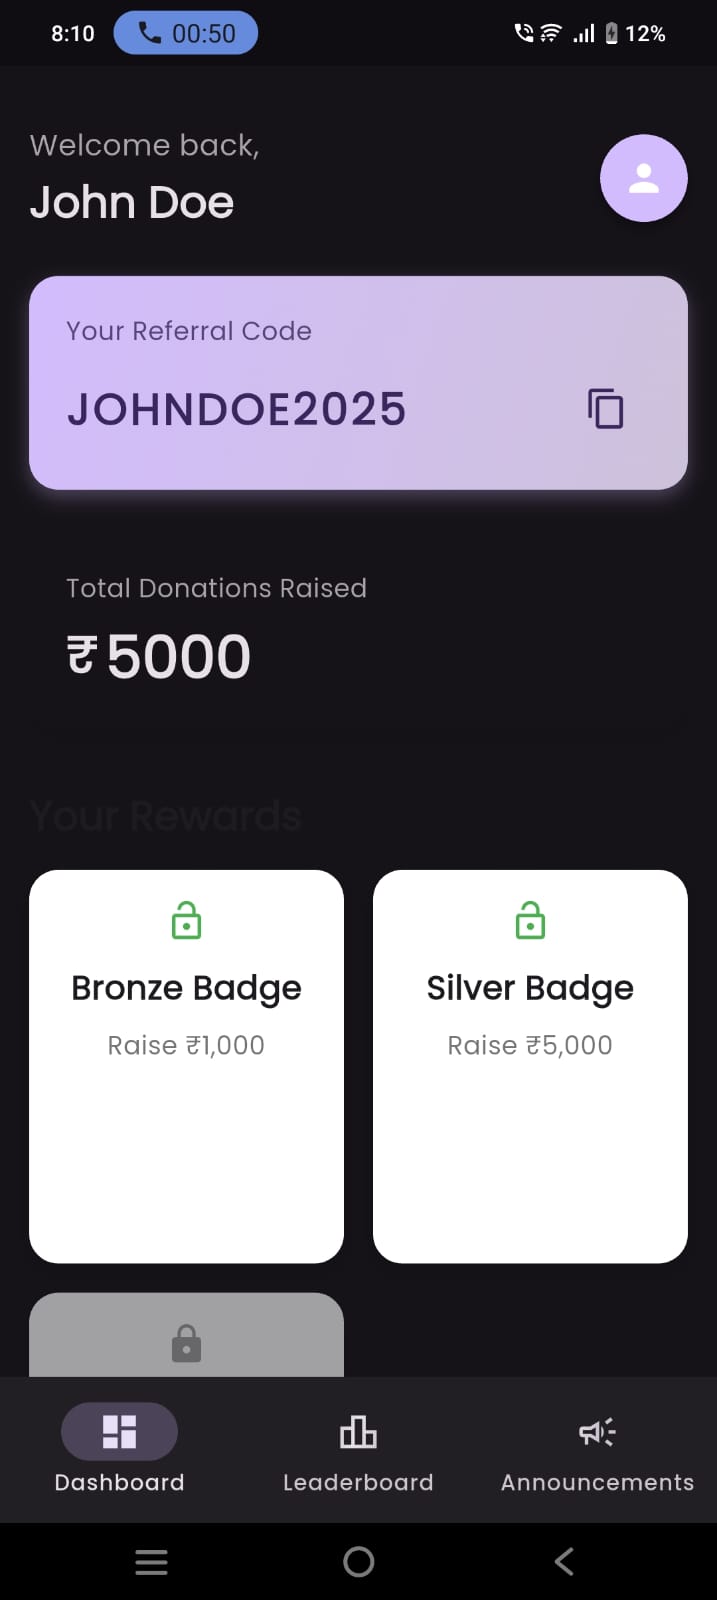 8:10 00:50 12%
Welcome back,
John Doe
Your Referral Code
JOHNDOE2025
Total Donations Raised
₹5000
Your Rewards
Bronze Badge
Raise ₹1,000
Silver Badge
Raise ₹5,000
Dashboard Leaderboard Announcements